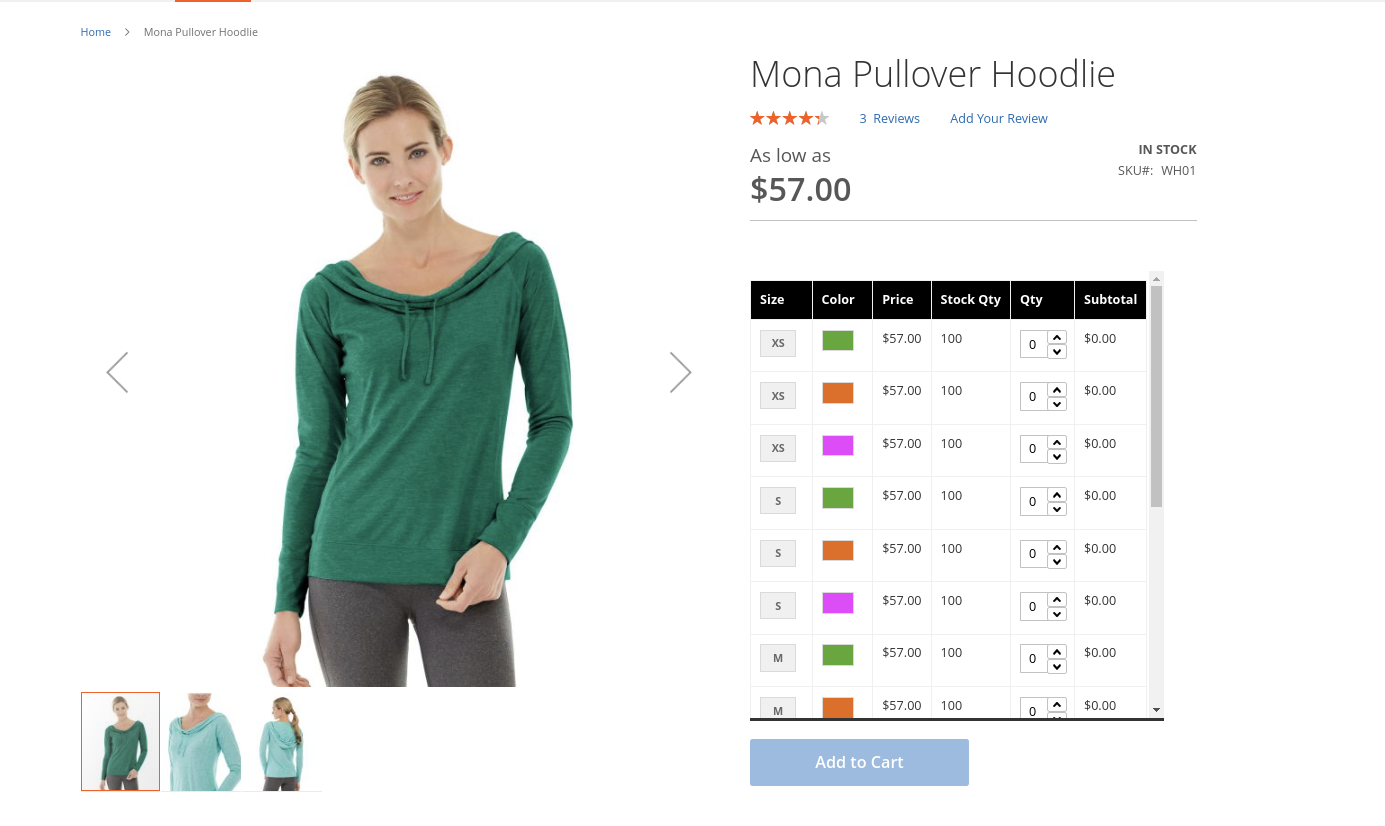 Home > Mona Pullover Hoodlie
Mona Pullover Hoodlie
3 Reviews Add Your Review
As low as
$57.00
IN STOCK
SKU#: WH01
Size Color Price Stock Qty Qty Subtotal
XS $57.00 100 0 $0.00
XS $57.00 100 0 $0.00
XS $57.00 100 0 $0.00
S $57.00 100 0 $0.00
S $57.00 100 0 $0.00
S $57.00 100 0 $0.00
M $57.00 100 0 $0.00
M $57.00 100 0 $0.00
Add to Cart